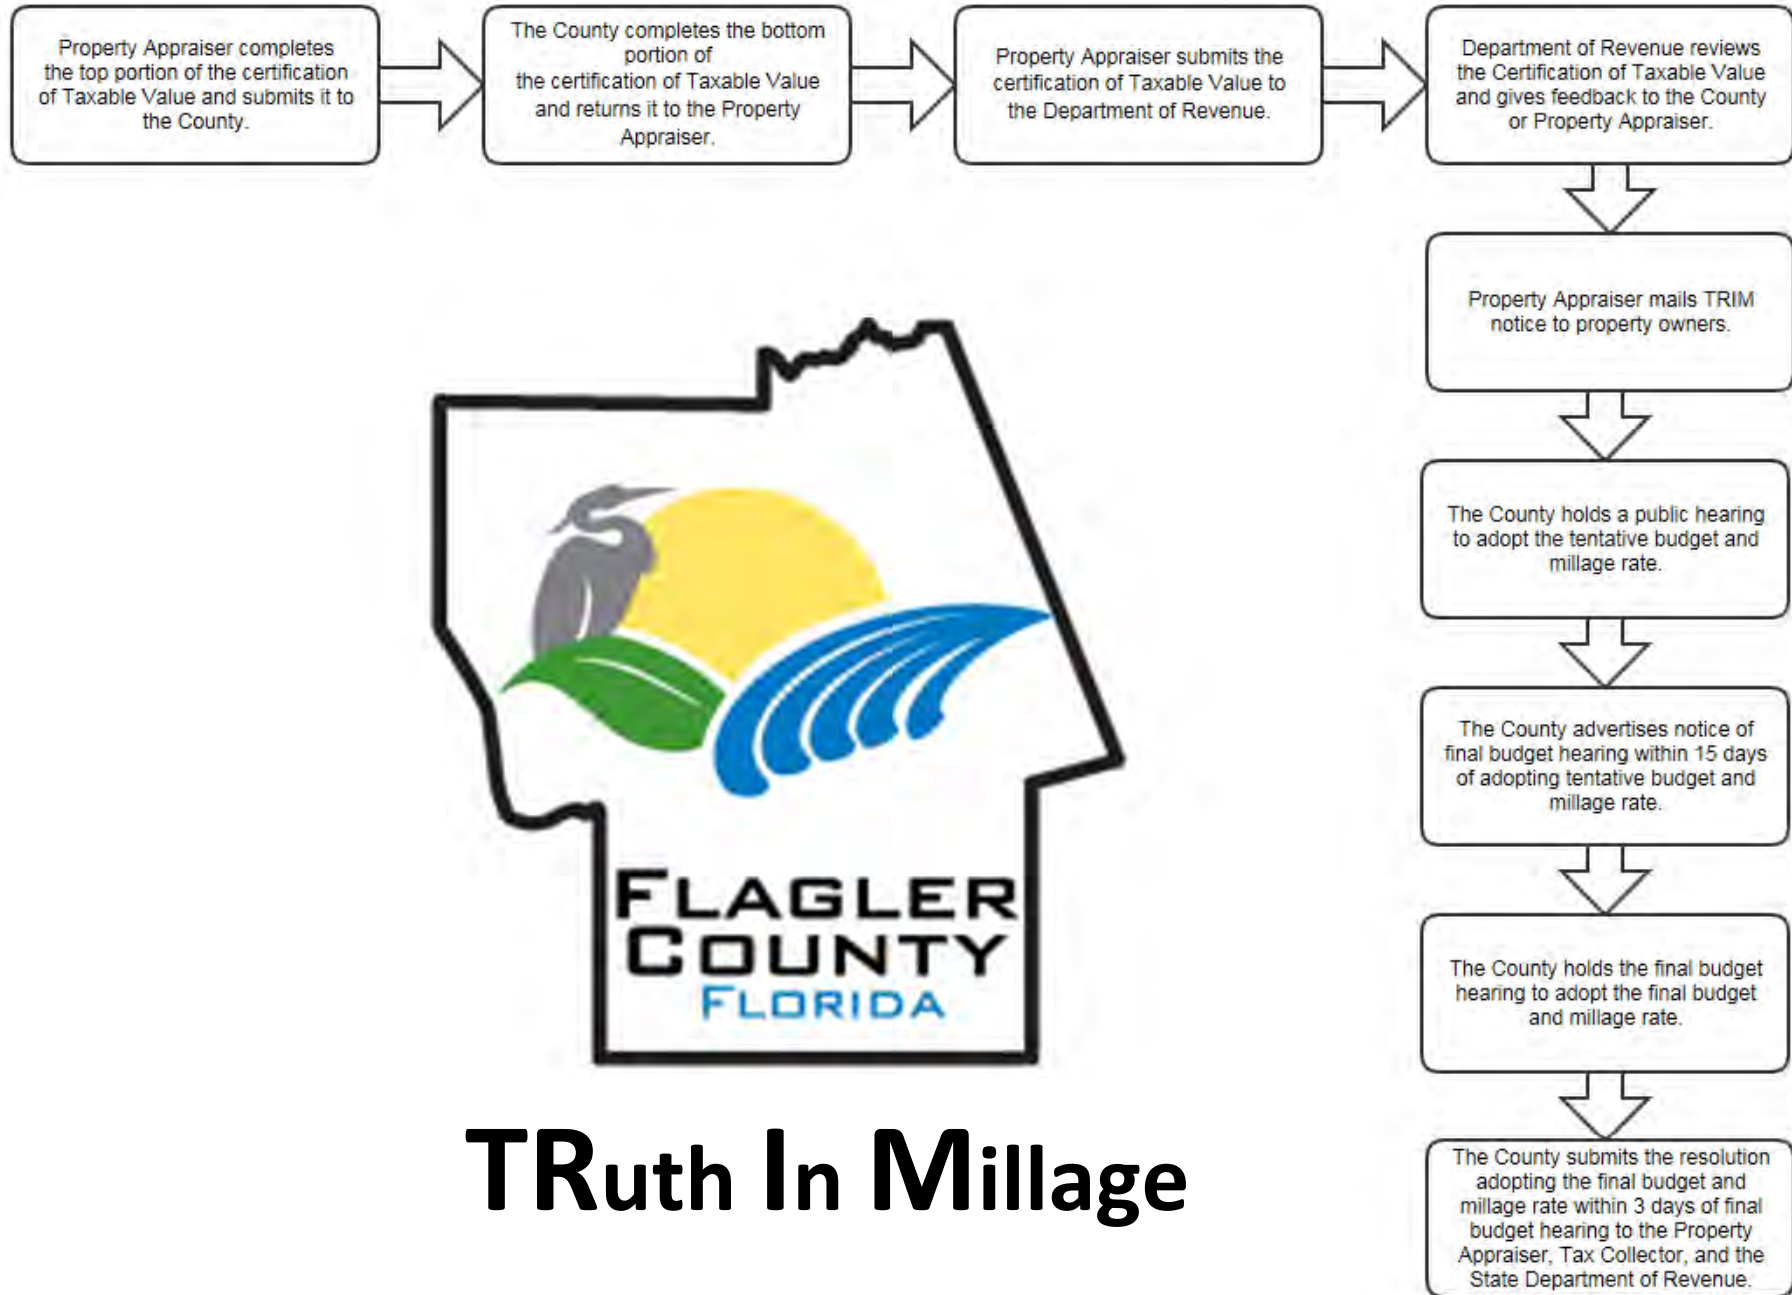 Property Appraiser completes
the top portion of the certification
of Taxable Value and submits it to
the County.
The County completes the bottom
portion of
the certification of Taxable Value
and returns it to the Property
Appraiser.
Property Appraiser submits the
certification of Taxable Value to
the Department of Revenue.
Department of Revenue reviews
the Certification of Taxable Value
and gives feedback to the County
or Property Appraiser.
Property Appraiser mails TRIM
notice to property owners.
The County holds a public hearing
to adopt the tentative budget and
millage rate.
The County advertises notice of
final budget hearing within 15 days
of adopting tentative budget and
millage rate.
The County holds the final budget
hearing to adopt the final budget
and millage rate.
The County submits the resolution
adopting the final budget and
millage rate within 3 days of final
budget hearing to the Property
Appraiser, Tax Collector, and the
State Department of Revenue.
FLAGLER
COUNTY
FLORIDA
TRuth In Millage